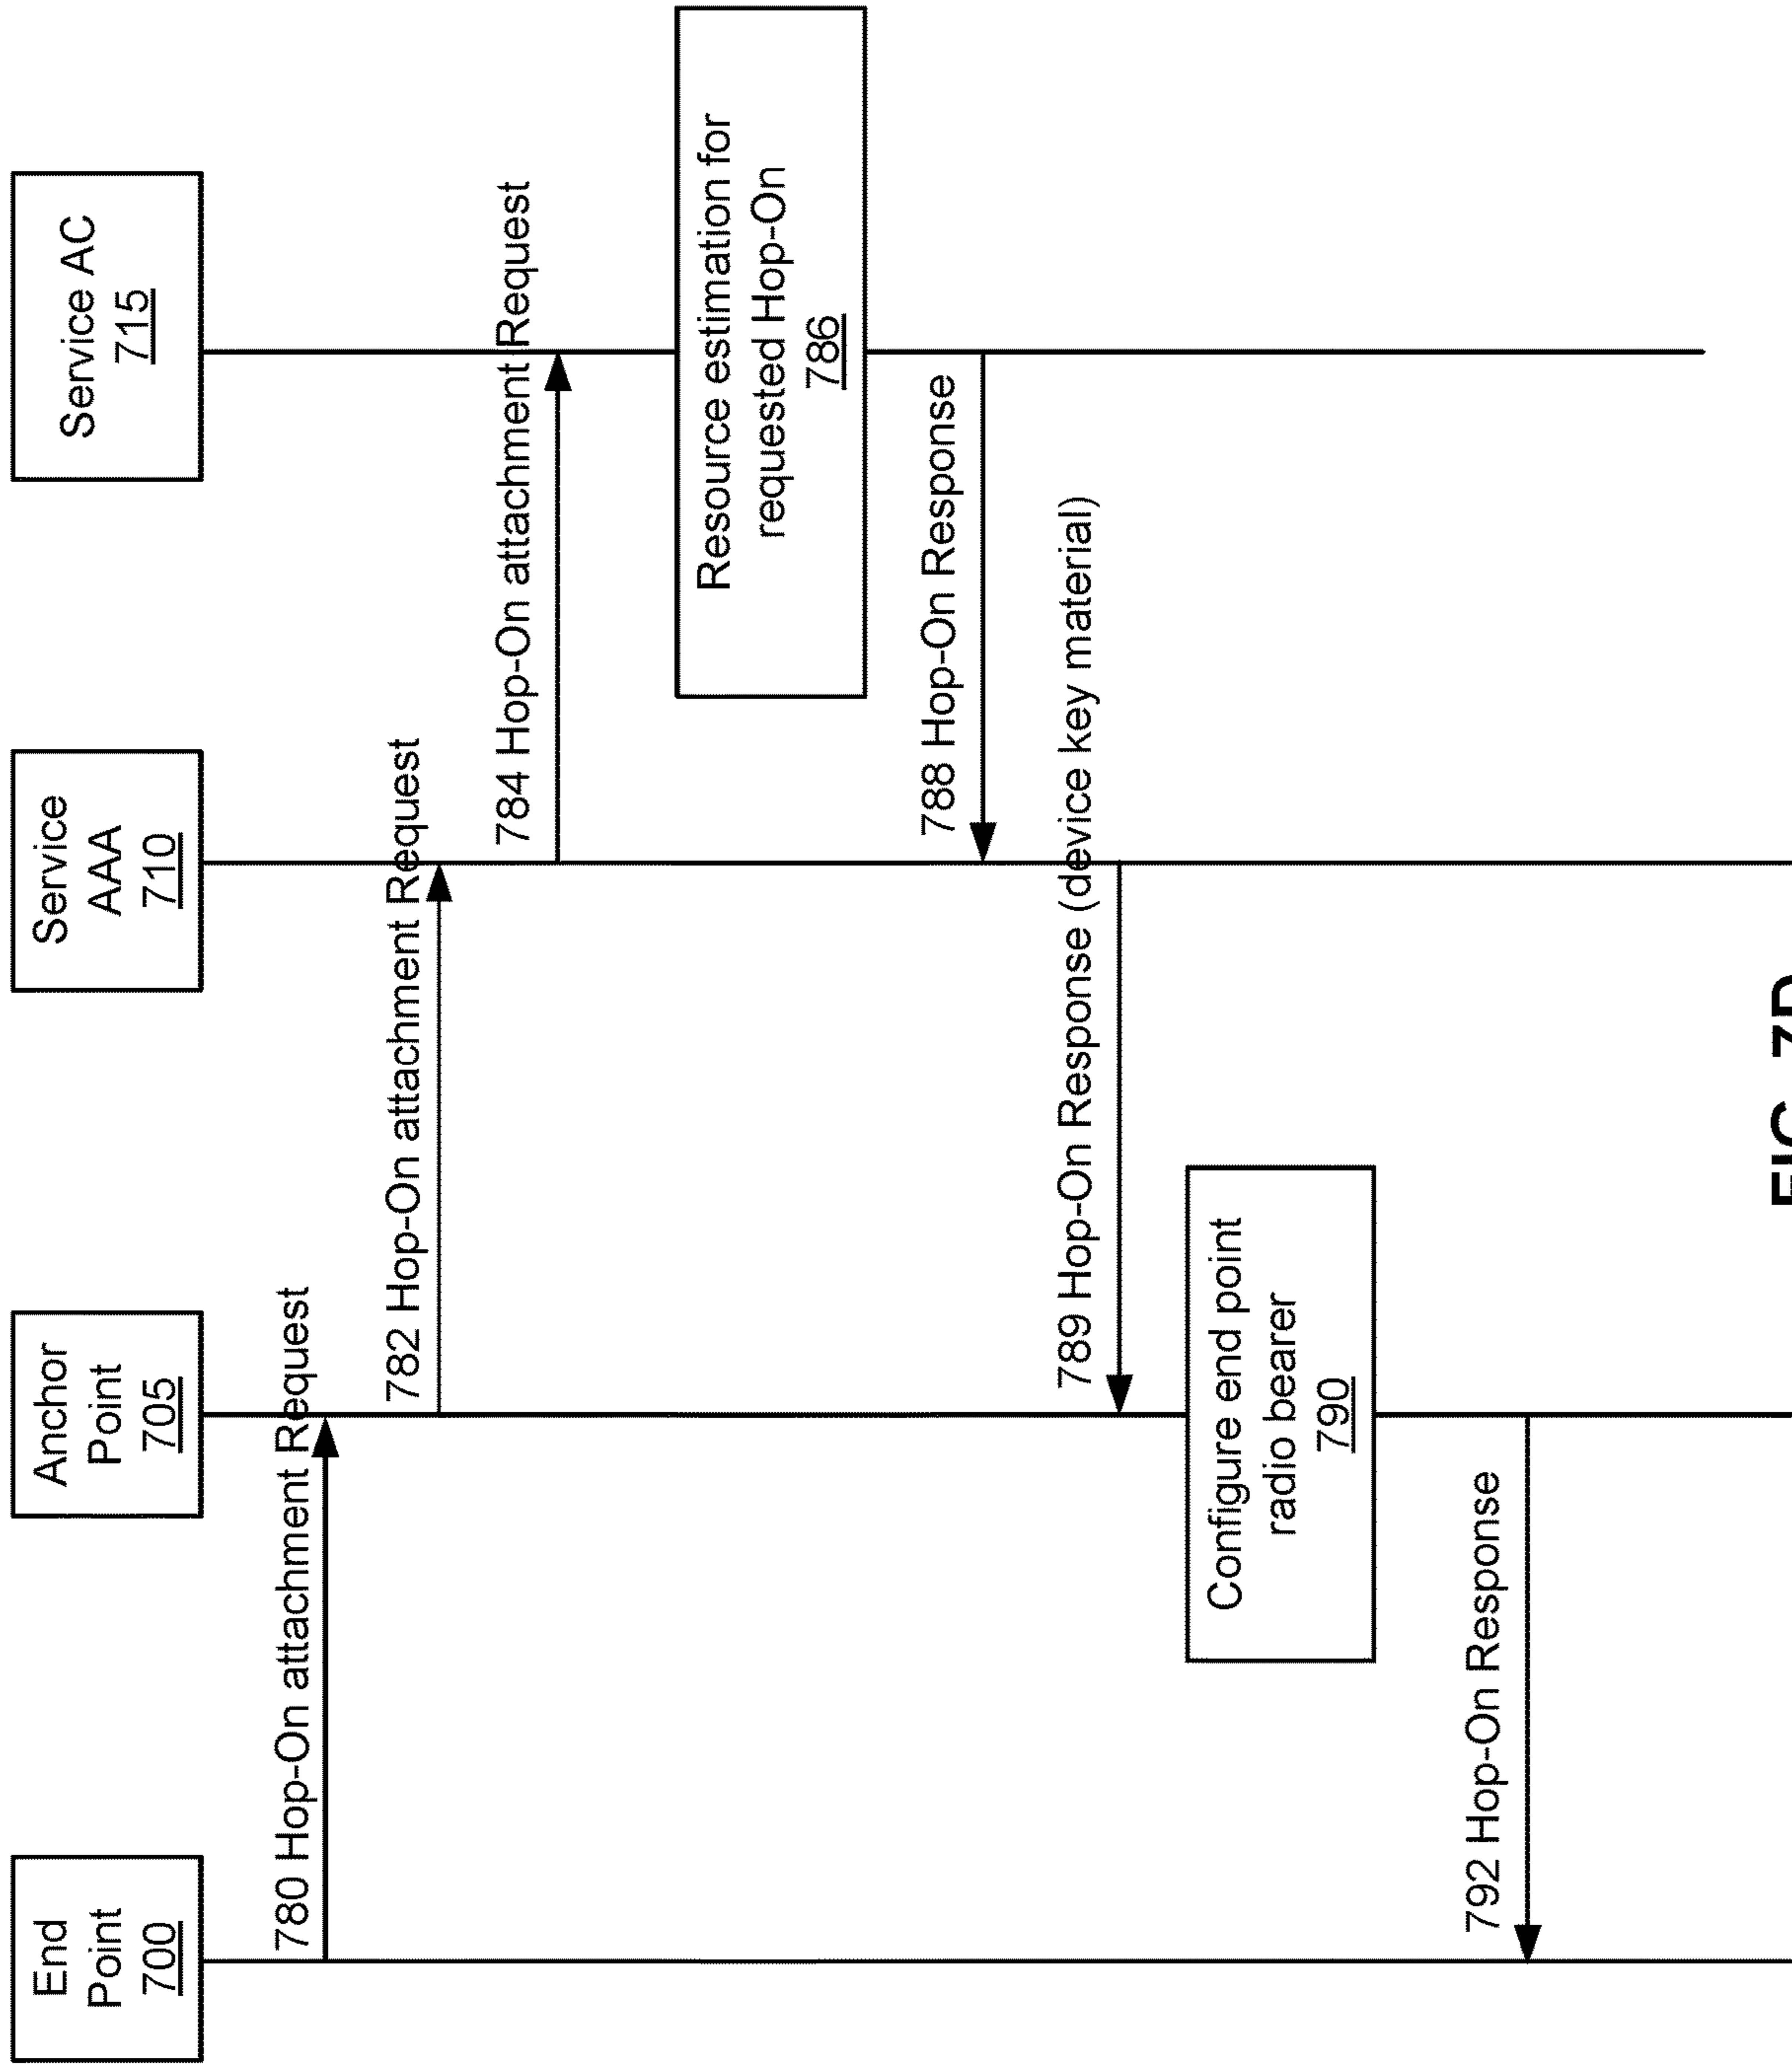 End
Point
700
Anchor
Point
705
Service
AAA
710
Service AC
715
780 Hop-On attachment Request
782 Hop-On attachment Request
784 Hop-On attachment Request
Resource estimation for
requested Hop-On
786
788 Hop-On Response
789 Hop-On Response (device key material)
Configure end point
radio bearer
790
792 Hop-On Response
FIG. 7D